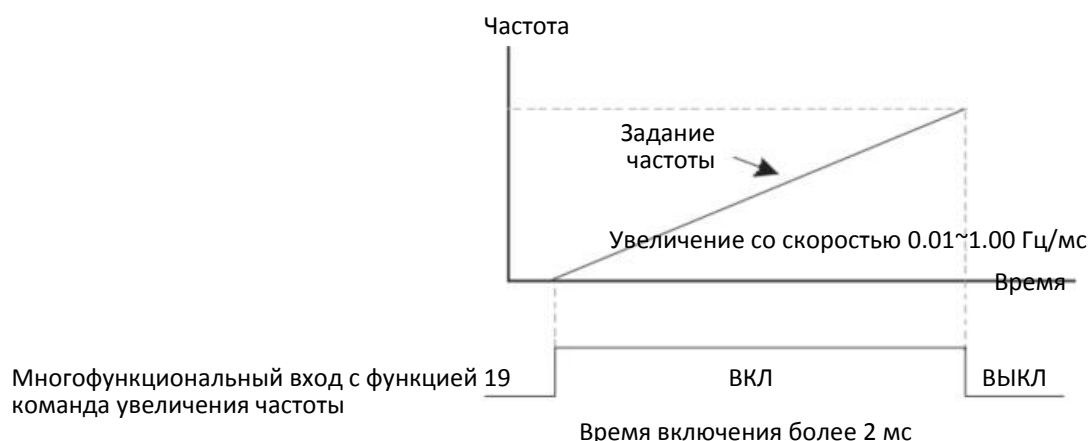 Частота
Задание
частоты
Увеличение со скоростью 0.01~1.00 Гц/мс
Время
Многофункциональный вход с функцией 19
команда увеличения частоты
ВКЛ
ВЫКЛ
Время включения более 2 мс